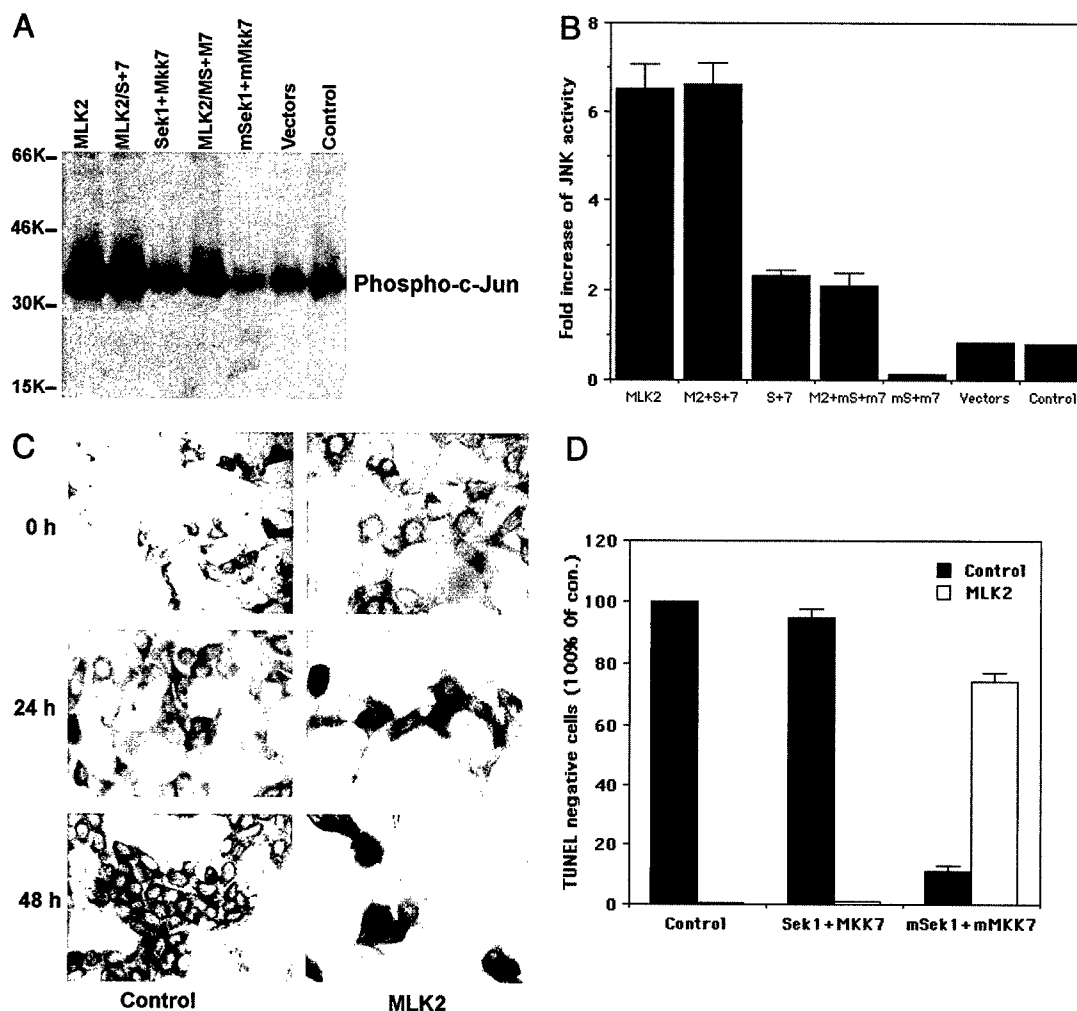 A
MLK2
MLK2/S+7
Sek1+Mkk7
MLK2/MS+M7
mSek1+mMkk7
Vectors
Control
66K
46K
30K
15K
Phospho-c-Jun
B
Fold increase of JNK activity
8
6
4
2
0
MLK2 M2+S+7 S+7 M2+mS+m7 mS+m7 Vectors Control
C
0 h
24 h
48 h
Control MLK2
D
TUNEL negative cells (100% Of con.)
120
100
80
60
40
20
0
Control
MLK2
Control Sek1+MKK7 mSek1+mMKK7